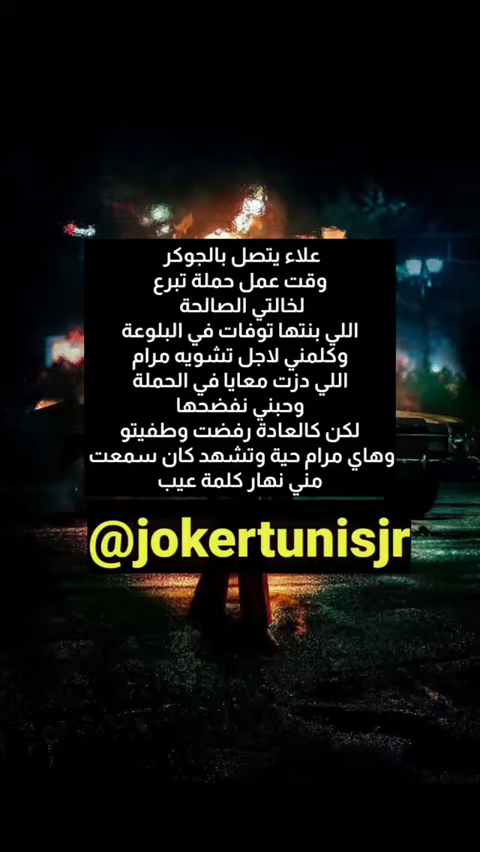 علاء يتصل بالجوكر
وقت عمل حملة تبرع
لخالتي الصالحة
اللي بنتها توفات في البلوعة
وكلمني لاجل تشويه مرام
اللي دزت معايا في الحملة
وحبني نفضحها
لكن كالعادة رفضت وطفيتو
وهاي مرام حية وتشهد كان سمعت
مني نهار كلمة عيب
@jokertunisjr